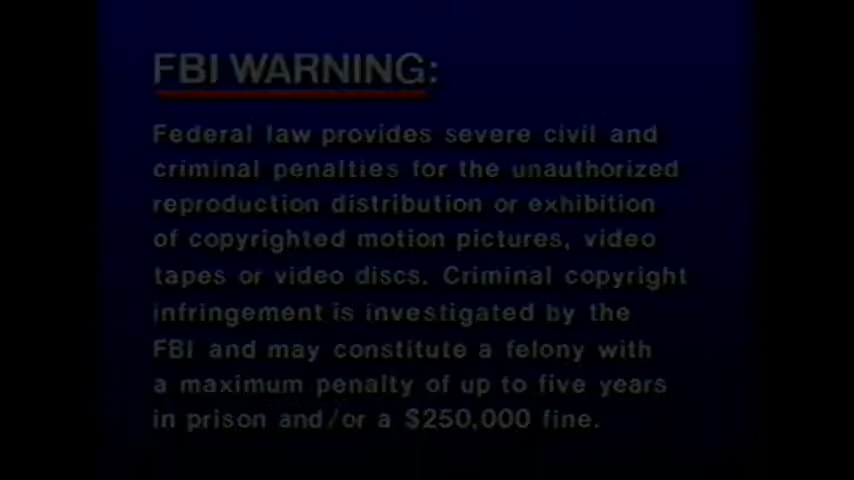 FBI WARNING:
Federal law provides severe civil and
criminal penalties for the unauthorized
reproduction distribution or exhibition
of copyrighted motion pictures, video
tapes or video discs. Criminal copyright
infringement is investigated by the
FBI and may constitute a felony with
a maximum penalty of up to five years
in prison and/or a $250,000 fine.